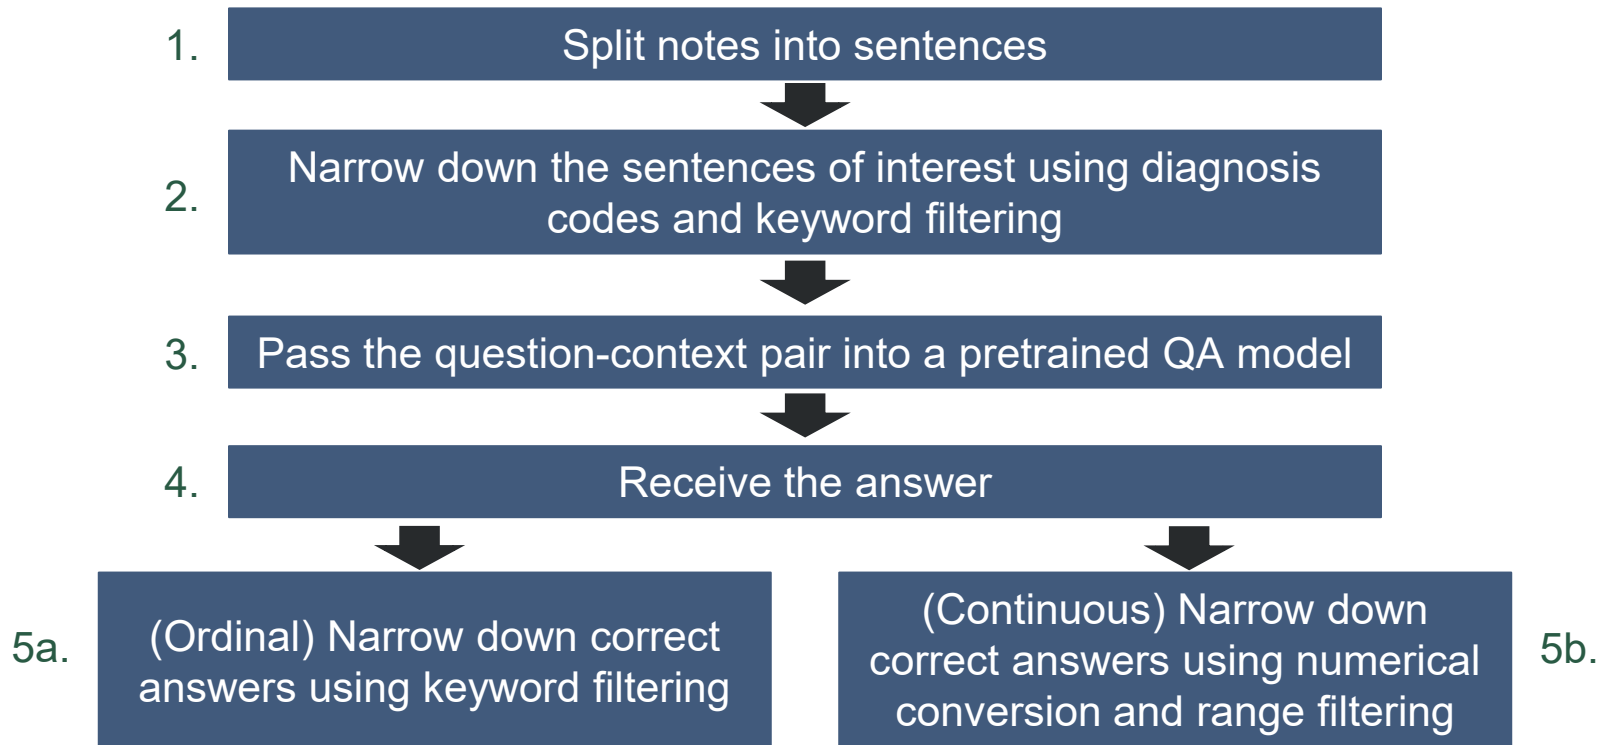 1.
Split notes into sentences
2.
Narrow down the sentences of interest using diagnosis
codes and keyword filtering
3.
Pass the question-context pair into a pretrained QA model
4.
Receive the answer
5a.
(Ordinal) Narrow down correct
answers using keyword filtering
(Continuous) Narrow down
correct answers using numerical
conversion and range filtering
5b.